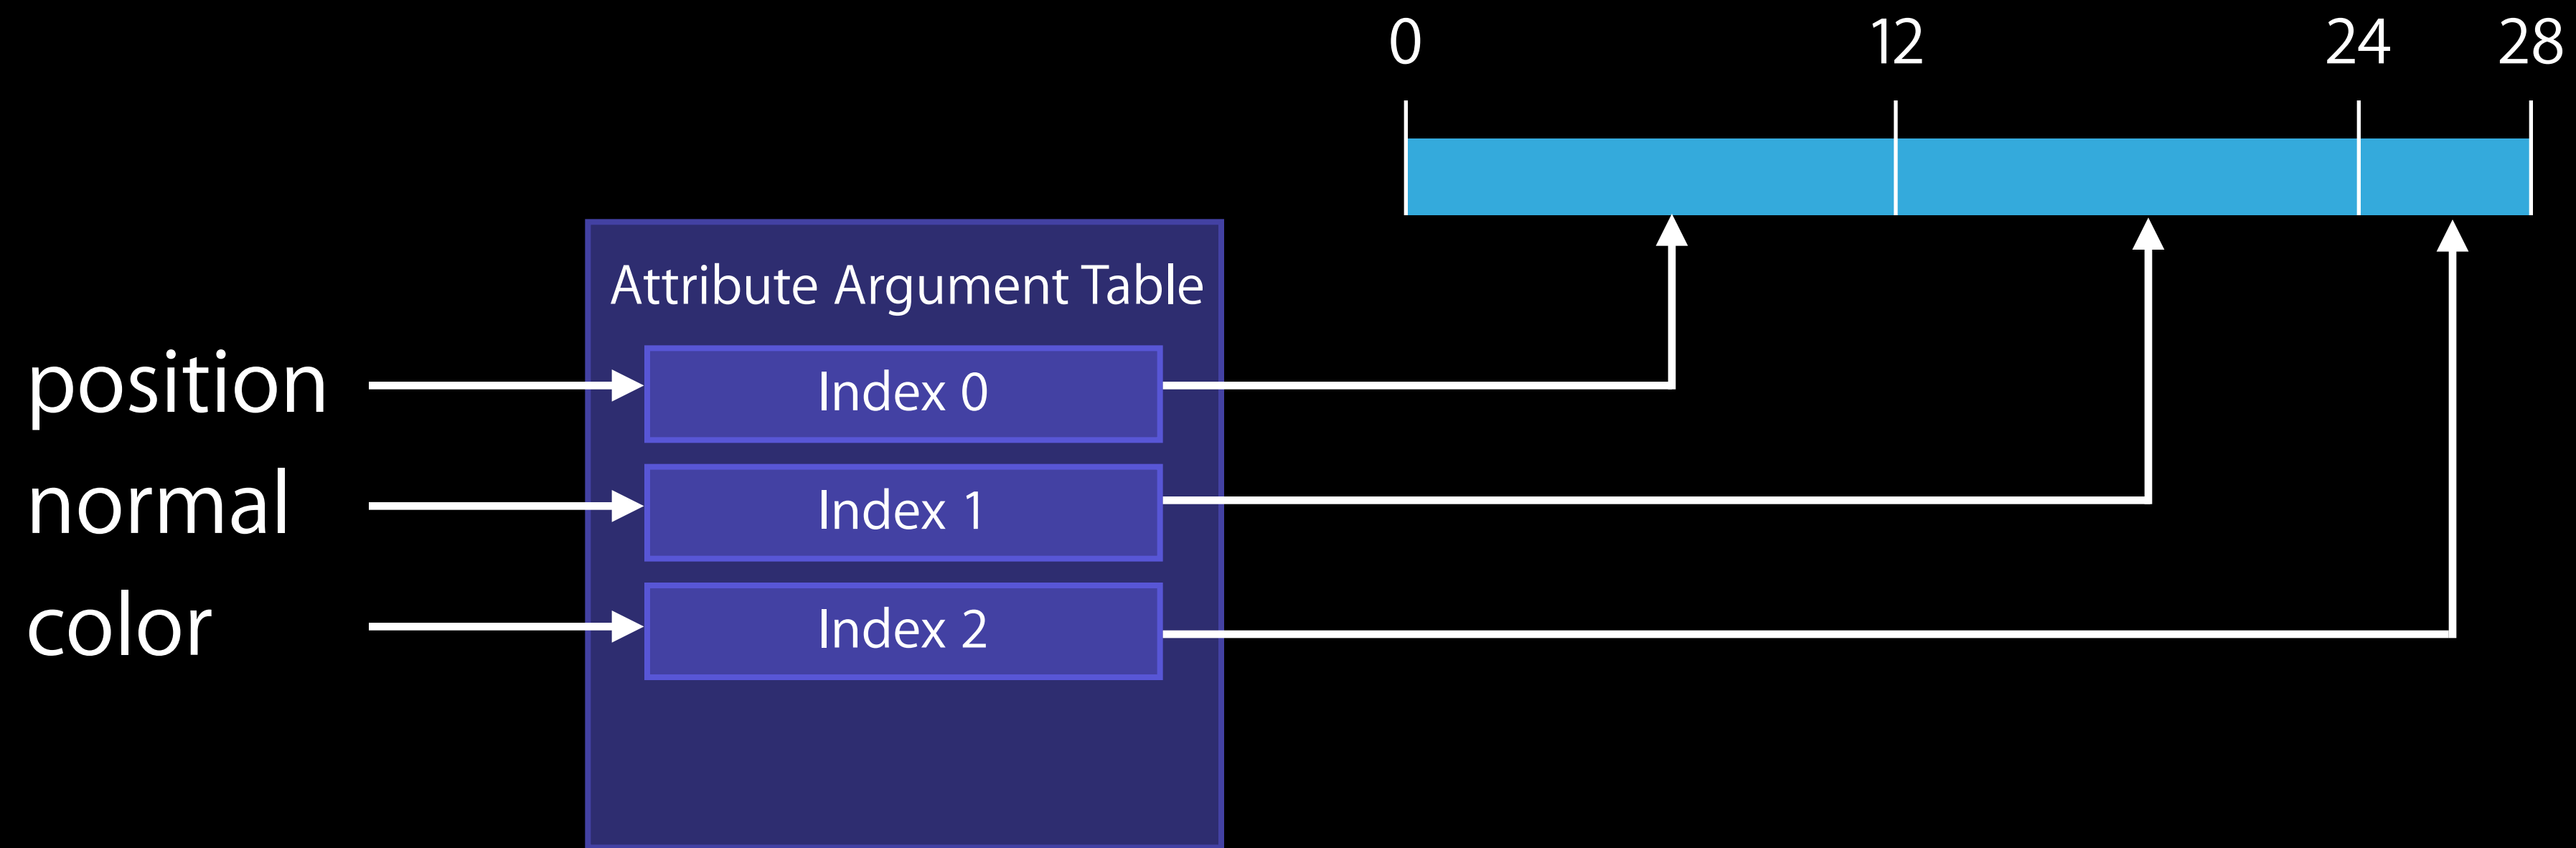 0 12 24 28
Attribute Argument Table
position
Index 0
normal
Index 1
color
Index 2